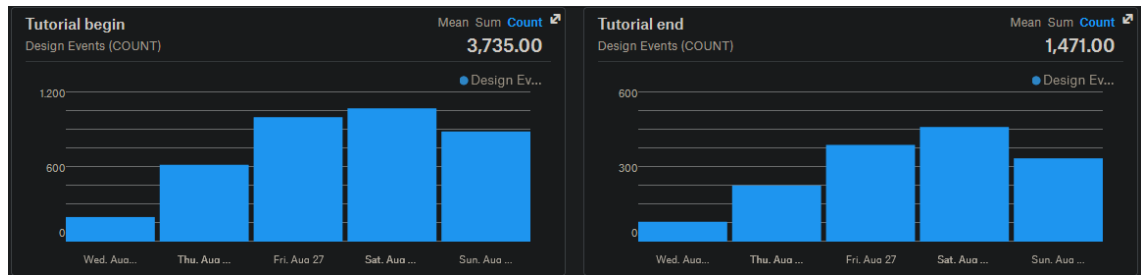 Tutorial begin Mean Sum Count
Design Events (COUNT) 3,735.00
Design Ev...
1.200
600
0
Wed. Aug... Thu. Aug ... Fri. Aug 27 Sat. Aug ... Sun. Aug ...
Tutorial end Mean Sum Count
Design Events (COUNT) 1,471.00
Design Ev...
600
300
0
Wed. Aug... Thu. Aug ... Fri. Aug 27 Sat. Aug ... Sun. Aug ...